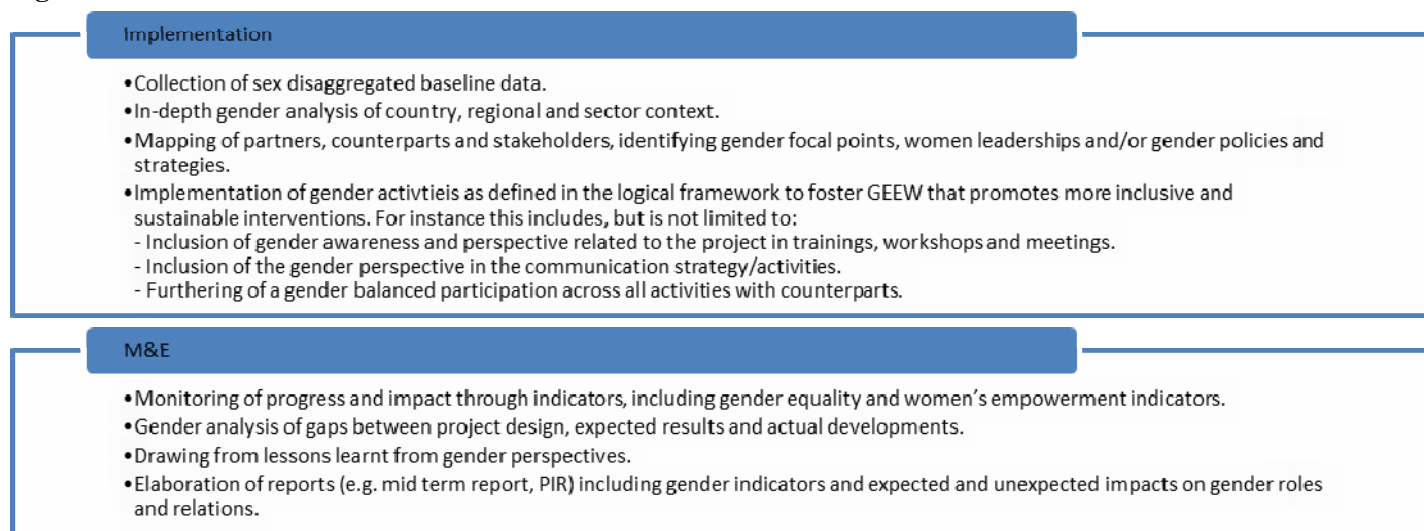 Implementation
•Collection of sex disaggregated baseline data.
•In-depth gender analysis of country, regional and sector context.
•Mapping of partners, counterparts and stakeholders, identifying gender focal points, women leaderships and/or gender policies and
strategies.
•Implementation of gender activtieis as defined in the logical framework to foster GEEW that promotes more inclusive and
sustainable interventions. For instance this includes, but is not limited to:
- Inclusion of gender awareness and perspective related to the project in trainings, workshops and meetings.
- Inclusion of the gender perspective in the communication strategy/activities.
- Furthering of a gender balanced participation across all activities with counterparts.
M&E
•Monitoring of progress and impact through indicators, including gender equality and women's empowerment indicators.
•Gender analysis of gaps between project design, expected results and actual developments.
•Drawing from lessons learnt from gender perspectives.
•Elaboration of reports (e.g. mid term report, PIR) including gender indicators and expected and unexpected impacts on gender roles
and relations.